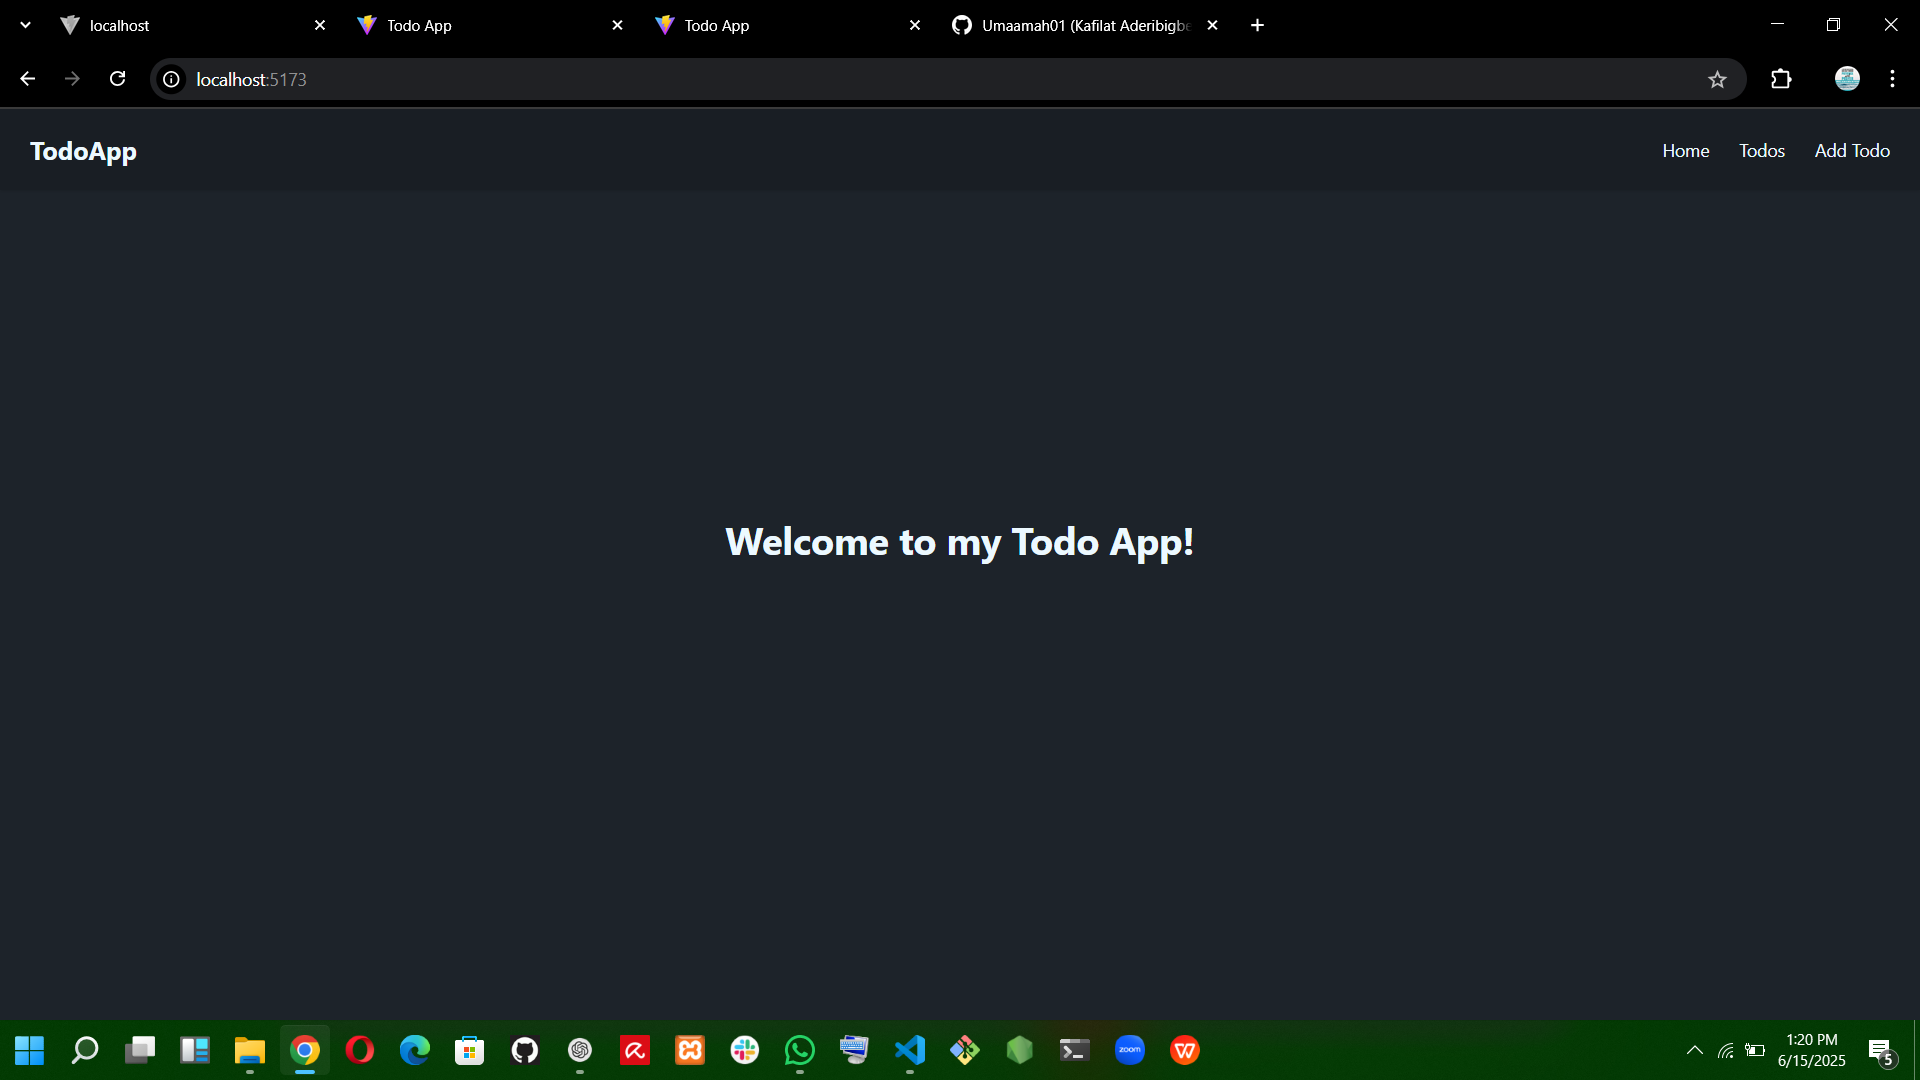 localhost
Todo App
Todo App
Umaamah01 (Kafilat Aderibigbe
localhost:5173
TodoApp
Home
Todos
Add Todo
Welcome to my Todo App!
zoom
1:20 PM
6/15/2025
5